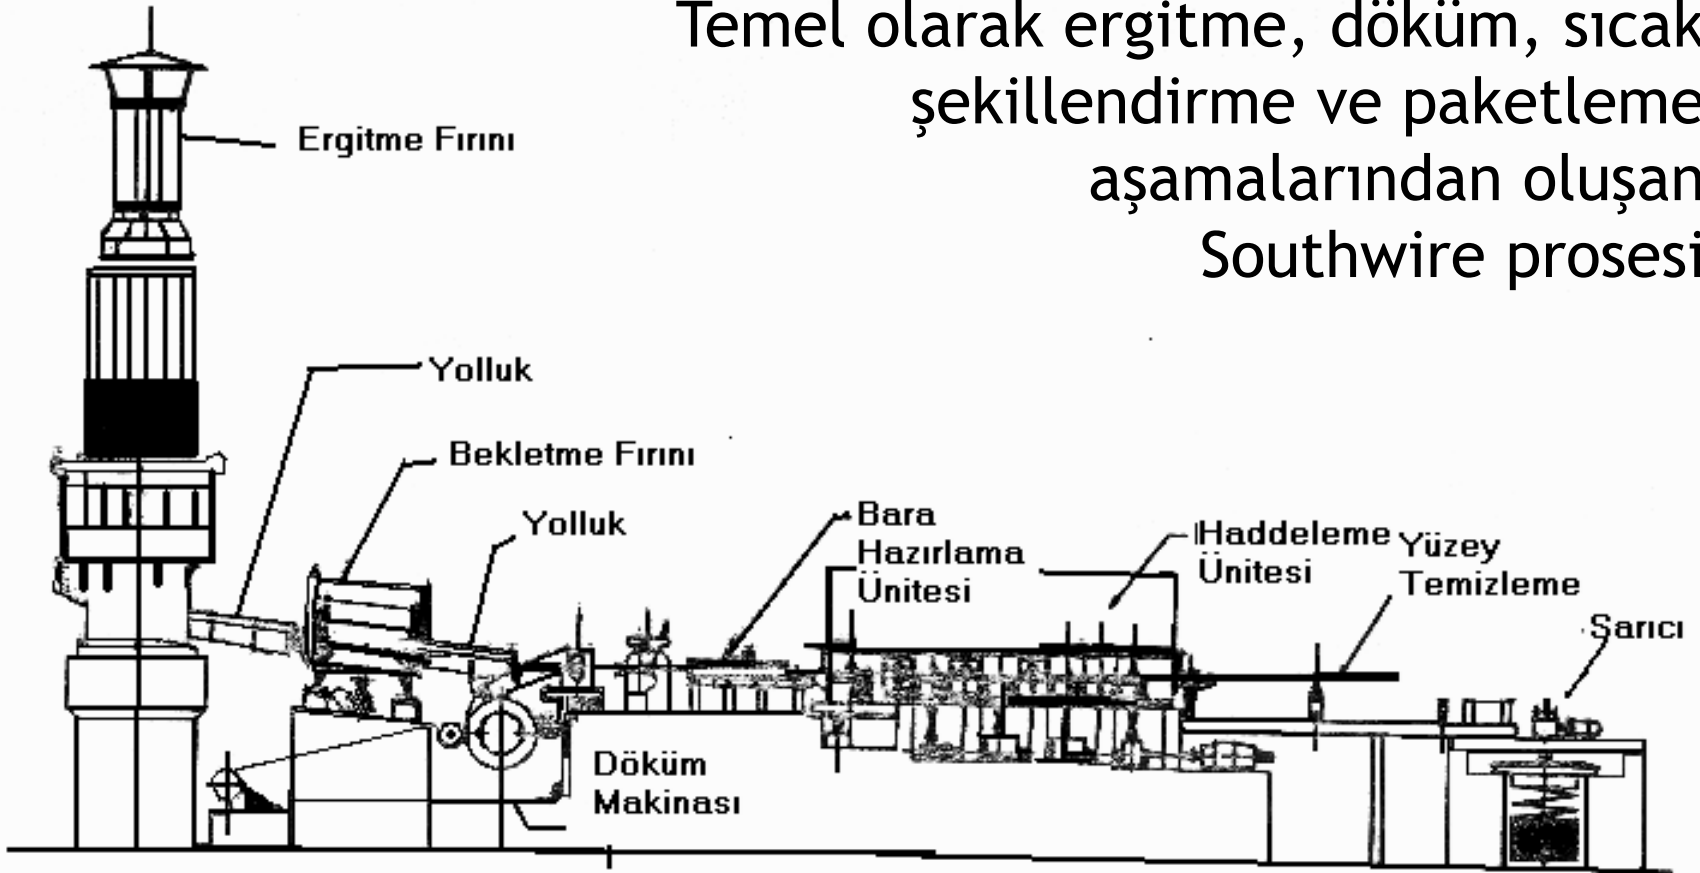 Temel olarak ergitme, döküm, sıcak
şekillendirme ve paketleme
aşamalarından oluşan
Southwire prosesi
Ergitme Fırını
Yolluk
Bekletme Fırını
Yolluk
Bara
Hazırlama
Ünitesi
Haddeleme
Ünitesi
Yüzey
Temizleme
Sarıcı
Döküm
Makinası